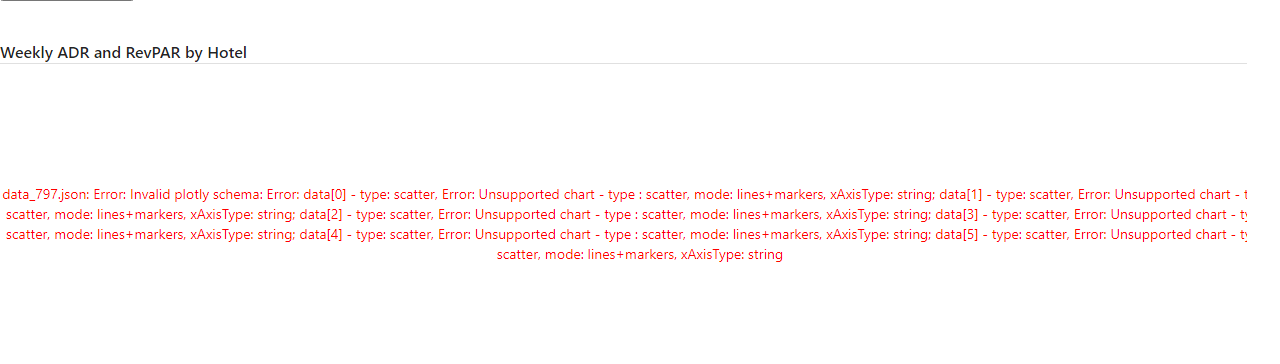 Weekly ADR and RevPAR by Hotel
data_797.json: Error: Invalid plotly schema: Error: data[0] - type: scatter, Error: Unsupported chart - type : scatter, mode: lines+markers, xAxisType: string; data[1] - type: scatter, Error: Unsupported chart -
scatter, mode: lines+markers, xAxisType: string; data[2] - type: scatter, Error: Unsupported chart - type : scatter, mode: lines+markers, xAxisType: string; data[3] - type: scatter, Error: Unsupported chart -
scatter, mode: lines+markers, xAxisType: string; data[4] - type: scatter, Error: Unsupported chart - type : scatter, mode: lines+markers, xAxisType: string; data[5] - type: scatter, Error: Unsupported chart -
scatter, mode: lines+markers, xAxisType: string